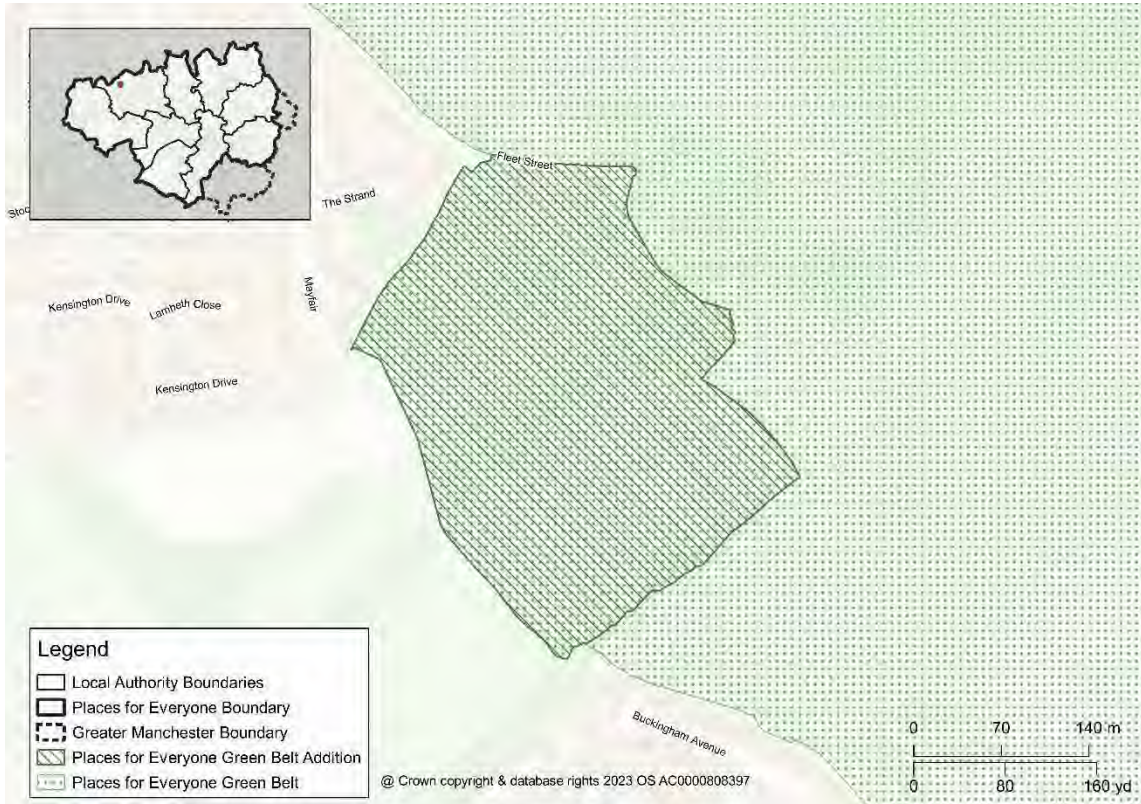 Fleet Street
The Strand
Stoc
Mayfair
Kensington Drive
Lambeth Close
Kensington Drive
Buckingham Avenue
Legend
Local Authority Boundaries
Places for Everyone Boundary
Greater Manchester Boundary
Places for Everyone Green Belt Addition
Places for Everyone Green Belt
@ Crown copyright & database rights 2023 OS AC0000808397
0 70 140 m
0 80 160 yd